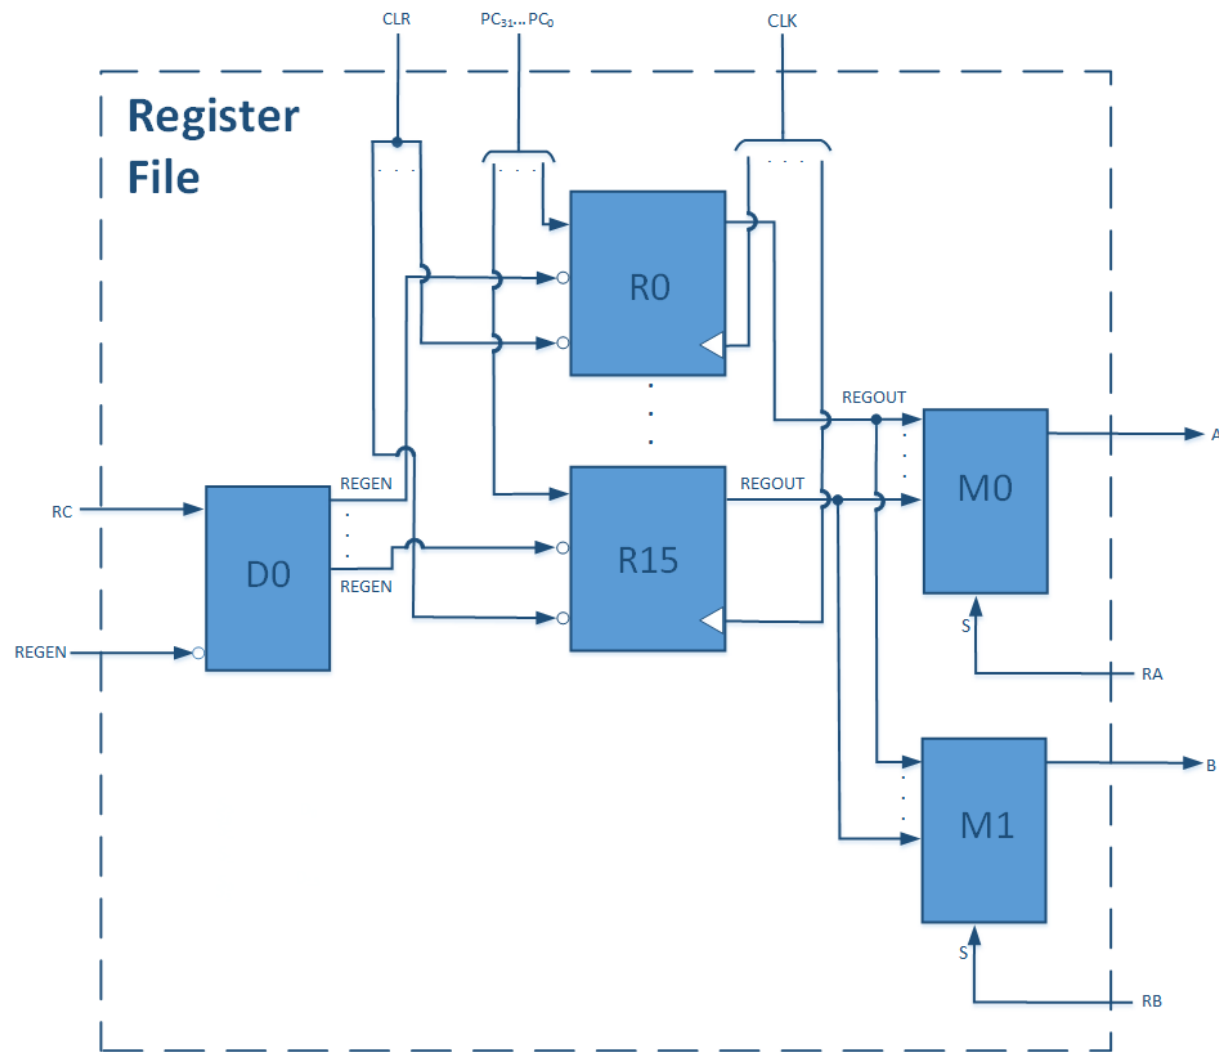 CLR
PC31...PC0
CLK
Register
File
R0
REGOUT
A
M0
REGEN
REGOUT
RC
D0
R15
REGEN
S
REGEN
RA
B
M1
S
RB